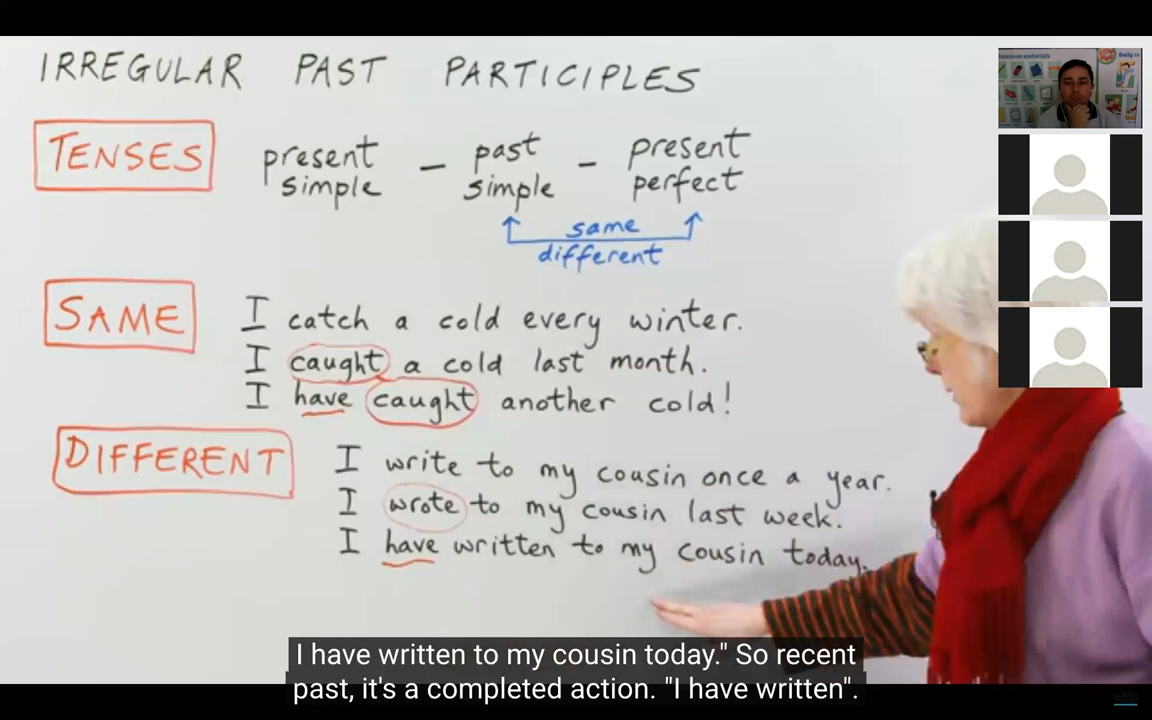 IRREGULAR PAST PARTICIPLES
TENSES present simple - past simple - present perfect
same
different
SAME I catch a cold every winter.
I caught a cold last month.
I have caught another cold!
DIFFERENT I write to my cousin once a year.
I wrote to my cousin last week.
I have written to my cousin today.
I have written to my cousin today." So recent
past, it's a completed action. "I have written".